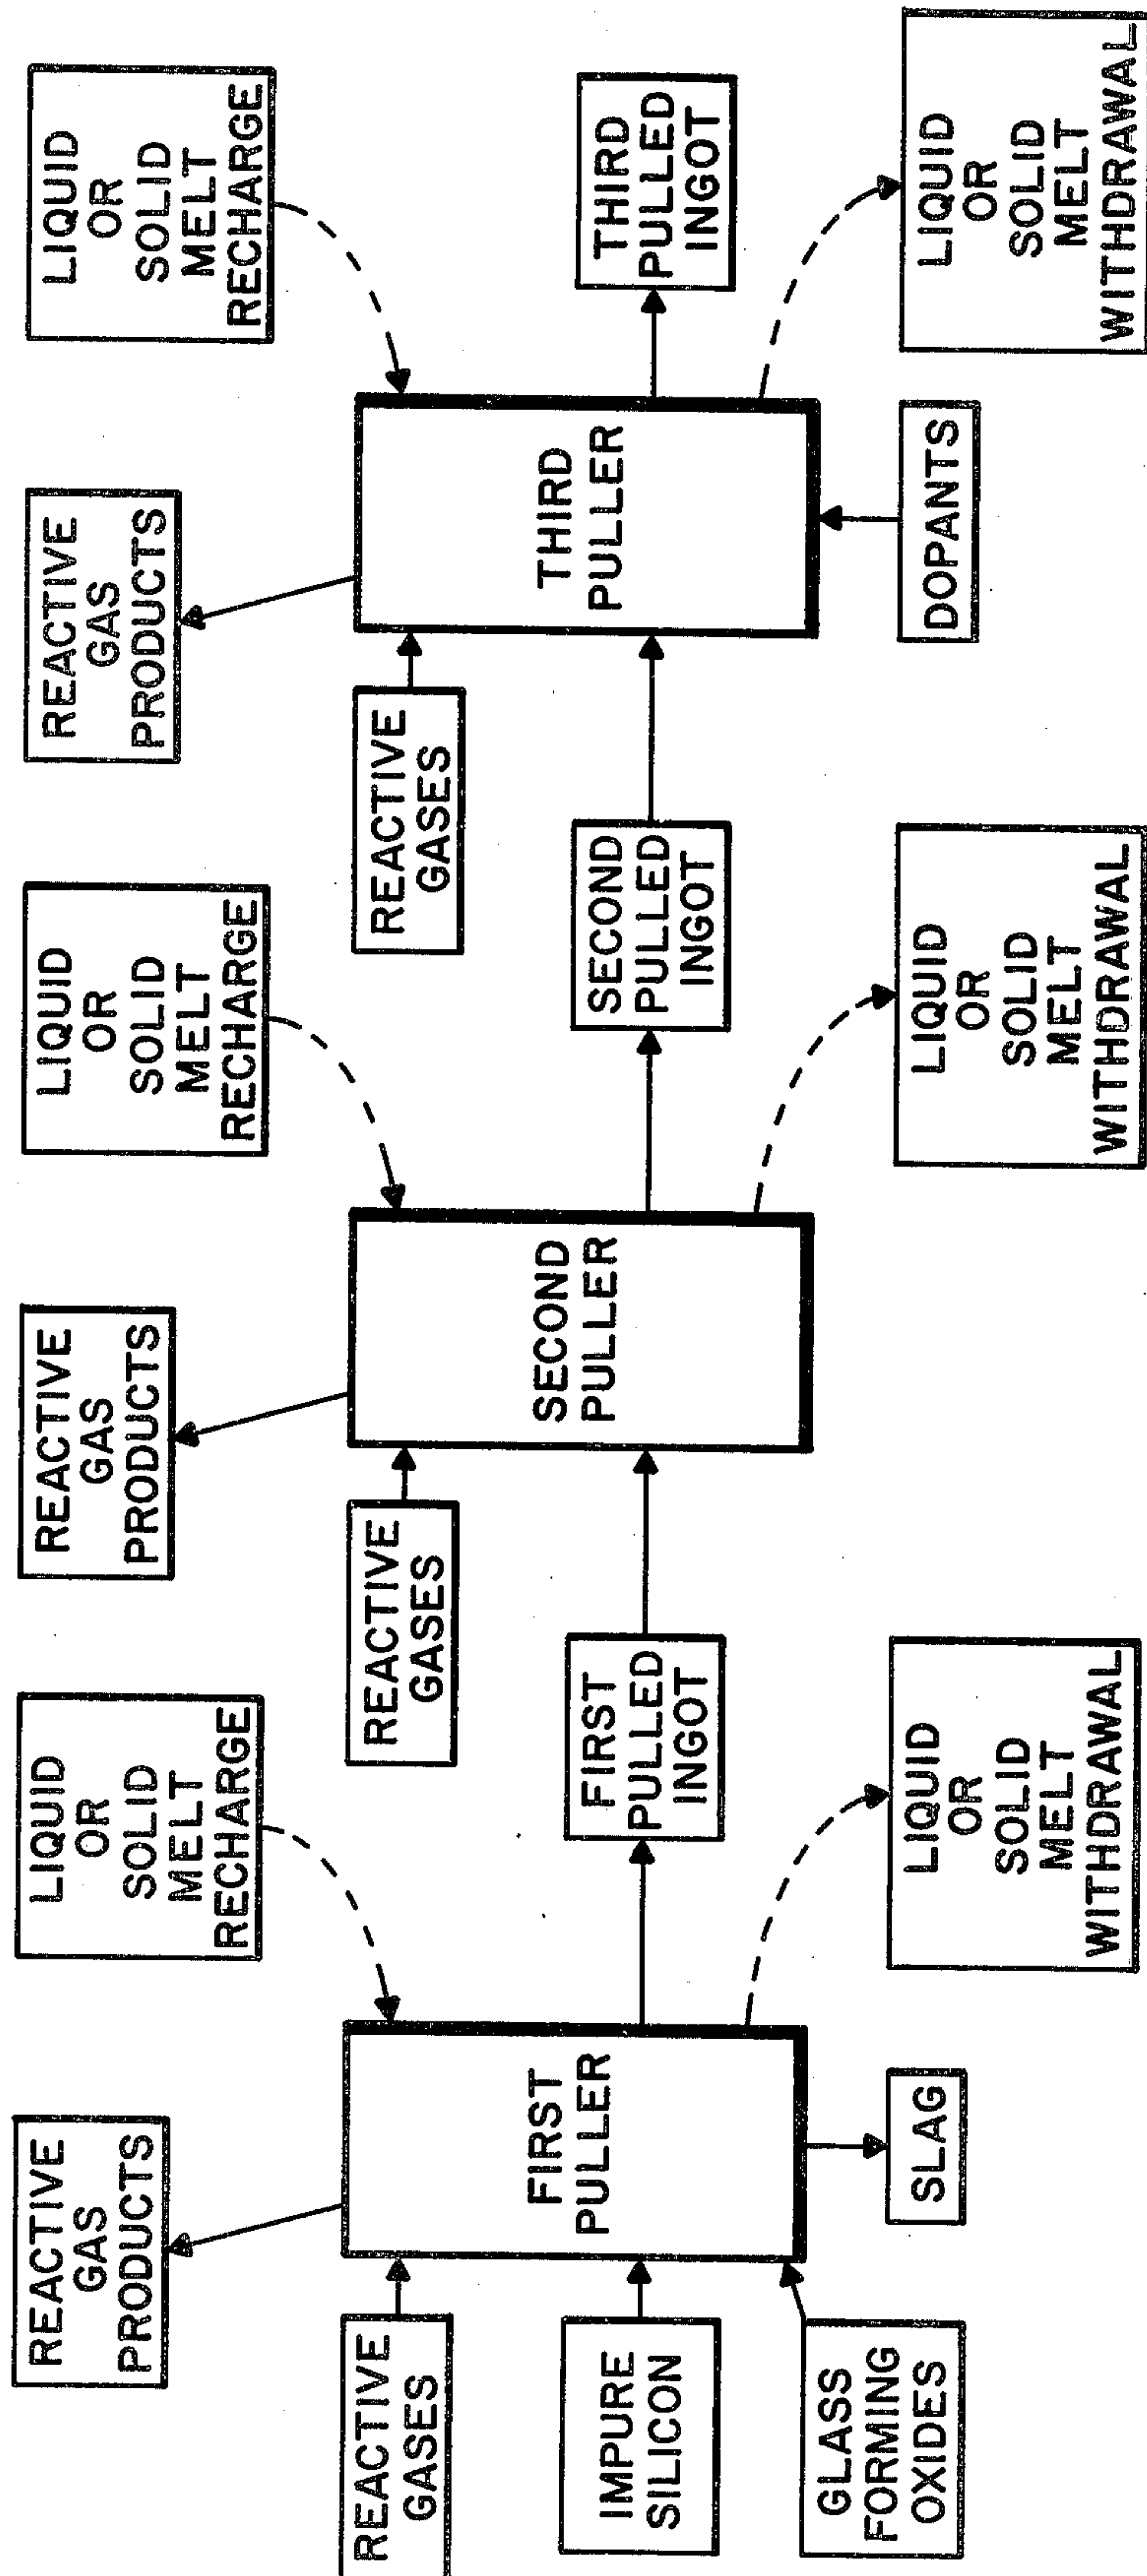 REACTIVE
GAS
PRODUCTS
LIQUID
OR
SOLID
MELT
RECHARGE
REACTIVE
GAS
PRODUCTS
LIQUID
OR
SOLID
MELT
RECHARGE
REACTIVE
GAS
PRODUCTS
LIQUID
OR
SOLID
MELT
RECHARGE
REACTIVE
GASES
IMPURE
SILICON
GLASS
FORMING
OXIDES
FIRST
PULLER
SLAG
FIRST
PULLED
INGOT
LIQUID
OR
SOLID
MELT
WITHDRAWAL
REACTIVE
GASES
SECOND
PULLER
SECOND
PULLED
INGOT
LIQUID
OR
SOLID
MELT
WITHDRAWAL
REACTIVE
GASES
THIRD
PULLER
DOPANTS
THIRD
PULLED
INGOT
LIQUID
OR
SOLID
MELT
WITHDRAWAL